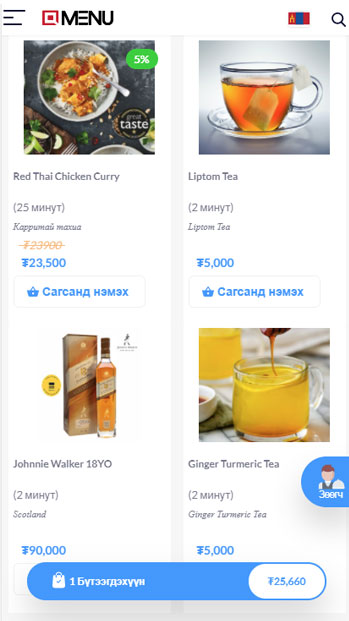 QMENU
5%
great taste
Red Thai Chicken Curry
(25 минут)
Карритай тахиа
₮23900
₮23,500
Сагсанд нэмэх
Liptom Tea
(2 минут)
Liptom Tea
₮5,000
Сагсанд нэмэх
Johnnie Walker 18YO
(2 минут)
Scotland
₮90,000
Ginger Turmeric Tea
(2 минут)
Ginger Turmeric Tea
₮5,000
Зөөгч
1 Бүтээгдэхүүн
₮25,660